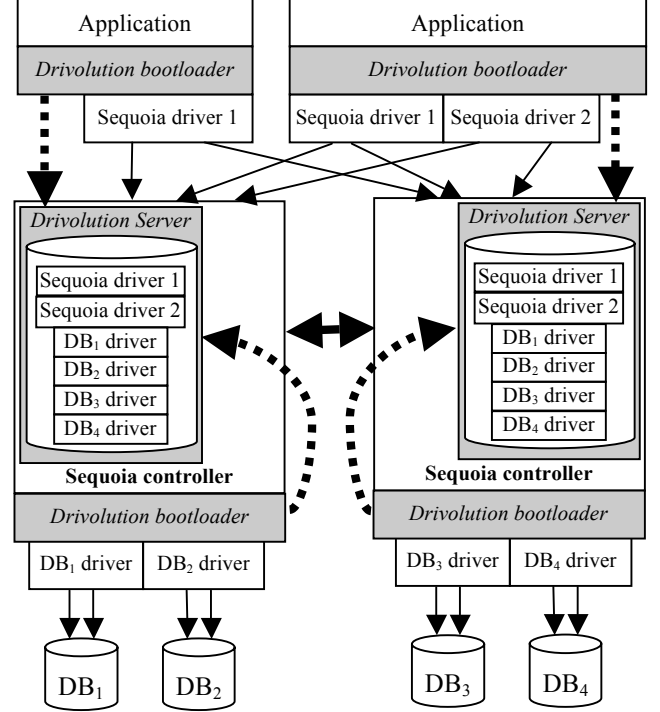 Application
Application
Drivolution bootloader
Drivolution bootloader
Sequoia driver 1
Sequoia driver 1
Sequoia driver 2
Drivolution Server
Sequoia driver 1
Sequoia driver 2
DB₁ driver
DB₂ driver
DB₃ driver
DB₄ driver
Sequoia controller
Drivolution Server
Sequoia driver 1
Sequoia driver 2
DB₁ driver
DB₂ driver
DB₃ driver
DB₄ driver
Sequoia controller
Drivolution bootloader
Drivolution bootloader
DB₁ driver
DB₂ driver
DB₃ driver
DB₄ driver
DB₁
DB₂
DB₃
DB₄